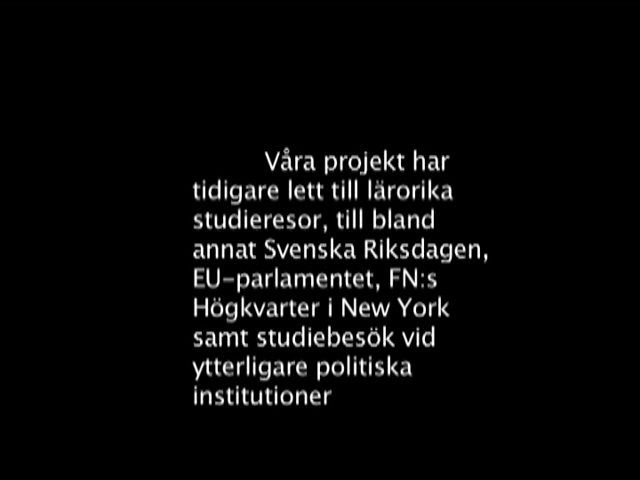 Våra projekt har
tidigare lett till lärorika
studieresor, till bland
annat Svenska Riksdagen,
EU-parlamentet, FN:s
Högkvarter i New York
samt studiebesök vid
ytterligare politiska
institutioner